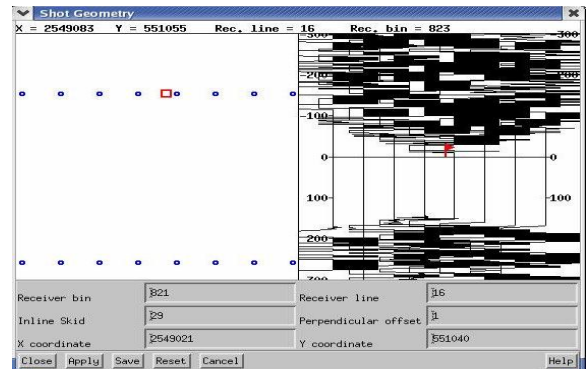 Shot Geometry
X = 2549083 Y = 551055 Rec. line = 16 Rec. bin = 823
-300 -300
-200 -200
-100
0 0
100 100
200
300
Receiver bin 821 Receiver line 16
Inline Skid 29 Perpendicular offset 1
X coordinate 2549021 Y coordinate 551040
Close Apply Save Reset Cancel Help